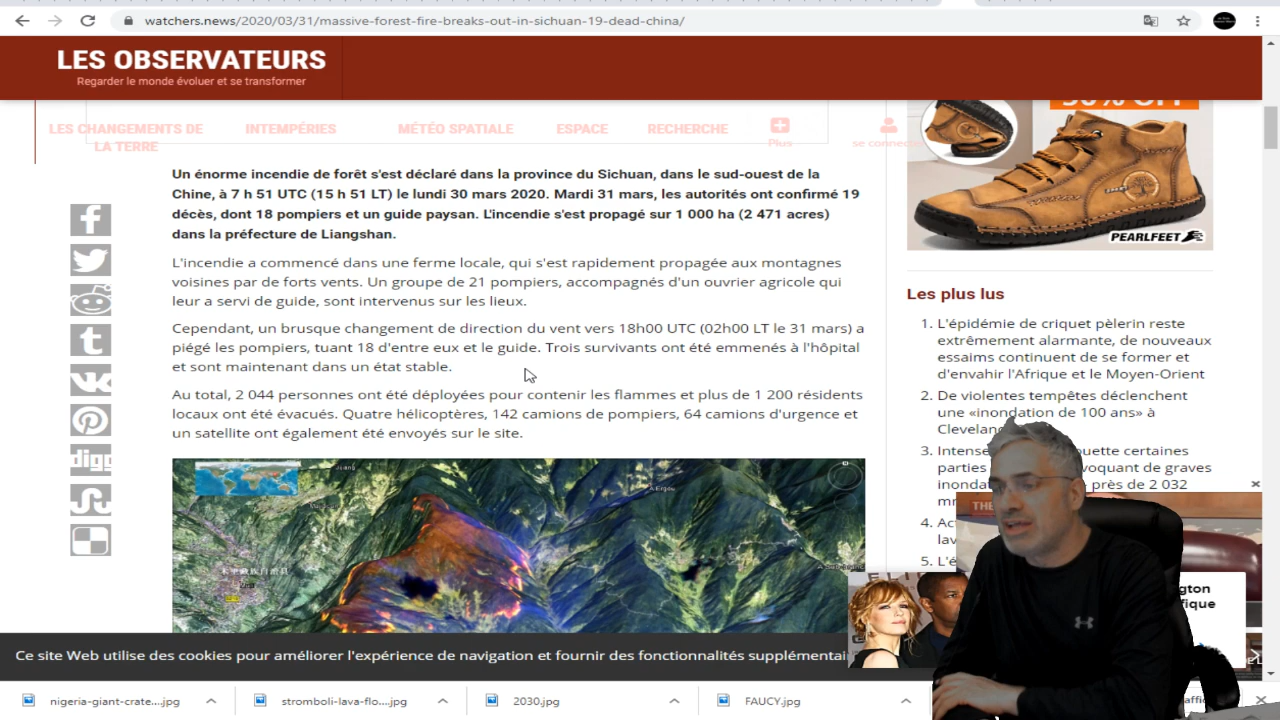 watchers.news/2020/03/31/massive-forest-fire-breaks-out-in-sichuan-19-dead-china/
LES OBSERVATEURS
Regarder le monde évoluer et se transformer
LES CHANGEMENTS DE
LA TERRE
INTEMPÉRIES
MÉTÉO SPATIALE
ESPACE
RECHERCHE
Plus
se connecter
50% OFF
PEARLFEET
Un énorme incendie de forêt s'est déclaré dans la province du Sichuan, dans le sud-ouest de la
Chine, à 7 h 51 UTC (15 h 51 LT) le lundi 30 mars 2020. Mardi 31 mars, les autorités ont confirmé 19
décès, dont 18 pompiers et un guide paysan. L'incendie s'est propagé sur 1 000 ha (2 471 acres)
dans la préfecture de Liangshan.
L'incendie a commencé dans une ferme locale, qui s'est rapidement propagée aux montagnes
voisines par de forts vents. Un groupe de 21 pompiers, accompagnés d'un ouvrier agricole qui
leur a servi de guide, sont intervenus sur les lieux.
Cependant, un brusque changement de direction du vent vers 18h00 UTC (02h00 LT le 31 mars) a
piégé les pompiers, tuant 18 d'entre eux et le guide. Trois survivants ont été emmenés à l'hôpital
et sont maintenant dans un état stable.
Au total, 2 044 personnes ont été déployées pour contenir les flammes et plus de 1 200 résidents
locaux ont été évacués. Quatre hélicoptères, 142 camions de pompiers, 64 camions d'urgence et
un satellite ont également été envoyés sur le site.
Les plus lus
1. L'épidémie de criquet pèlerin reste
extrêmement alarmante, de nouveaux
essaims continuent de se former et
d'envahir l'Afrique et le Moyen-Orient
2. De violentes tempêtes déclenchent
une «inondation de 100 ans» à
Cleveland
3. Intense
certaines
parties
voquant de graves
inond
près de 2 032
4.
5. L'é
THE
gton
fique
digg
Ce site Web utilise des cookies pour améliorer l'expérience de navigation et fournir des fonctionnalités supplémentai
nigeria-giant-crate....jpg
stromboli-lava-flo....jpg
2030.jpg
FAUCY.jpg